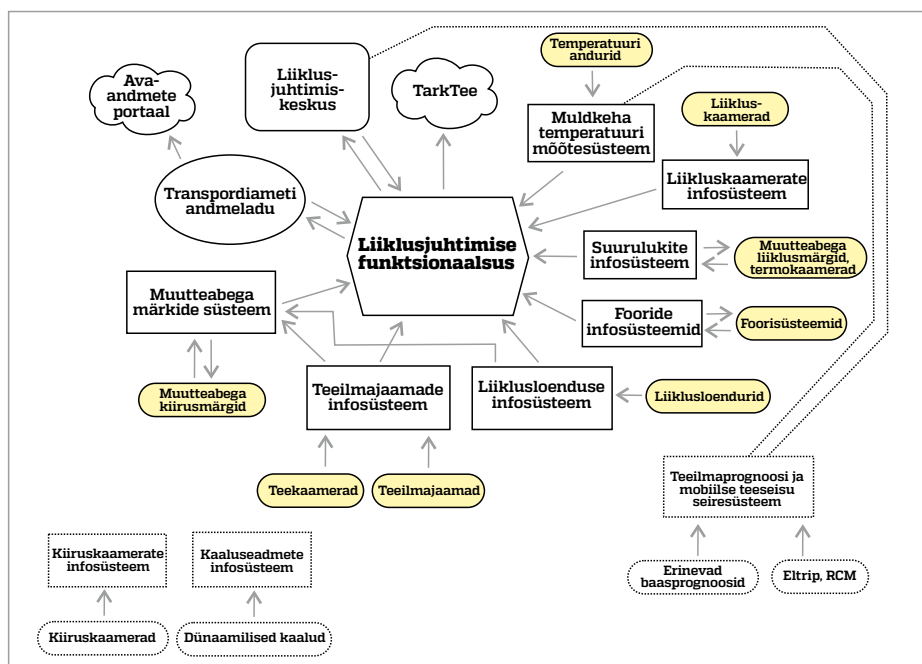 Ava-
andmete
portaal
Liiklus-
juhtimis-
keskus
TarkTee
Temperatuuri
andurid
Muldkeha
temperatuuri
mõõtesüsteem
Liiklus-
kaamerad
Liikluskaamerate
infosüsteem
Transpordiameti
andmeladu
Liiklusjuhtimise
funktsionaalsus
Suurulukite
infosüsteem
Muutteabega
liiklusmärgid,
termokaamerad
Muutteabega
märkide süsteem
Fooride
infosüsteemid
Foorisüsteemid
Muutteabega
kiirusmärgid
Teeilmajaamade
infosüsteem
Liiklusloenduse
infosüsteem
Liiklusloendurid
Teekaamerad
Teeilmajaamad
Teeilmaprognoosi ja
mobiilse teeseisu
seiresüsteem
Kiiruskaamerate
infosüsteem
Kaaluseadmete
infosüsteem
Erinevad
baasprognoosid
Eltrip, RCM
Kiiruskaamerad
Dünaamilised kaalud